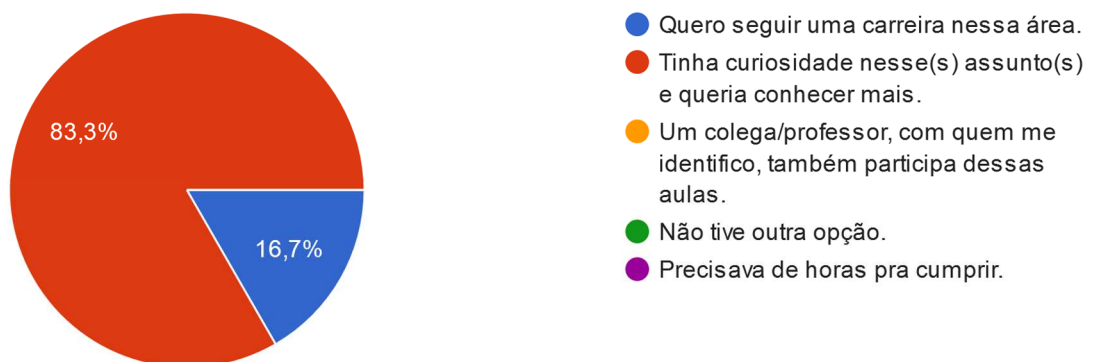 83,3%
16,7%
Quero seguir uma carreira nessa área.
Tinha curiosidade nesse(s) assunto(s)
e queria conhecer mais.
Um colega/professor, com quem me
identifico, também participa dessas
aulas.
Não tive outra opção.
Precisava de horas pra cumprir.